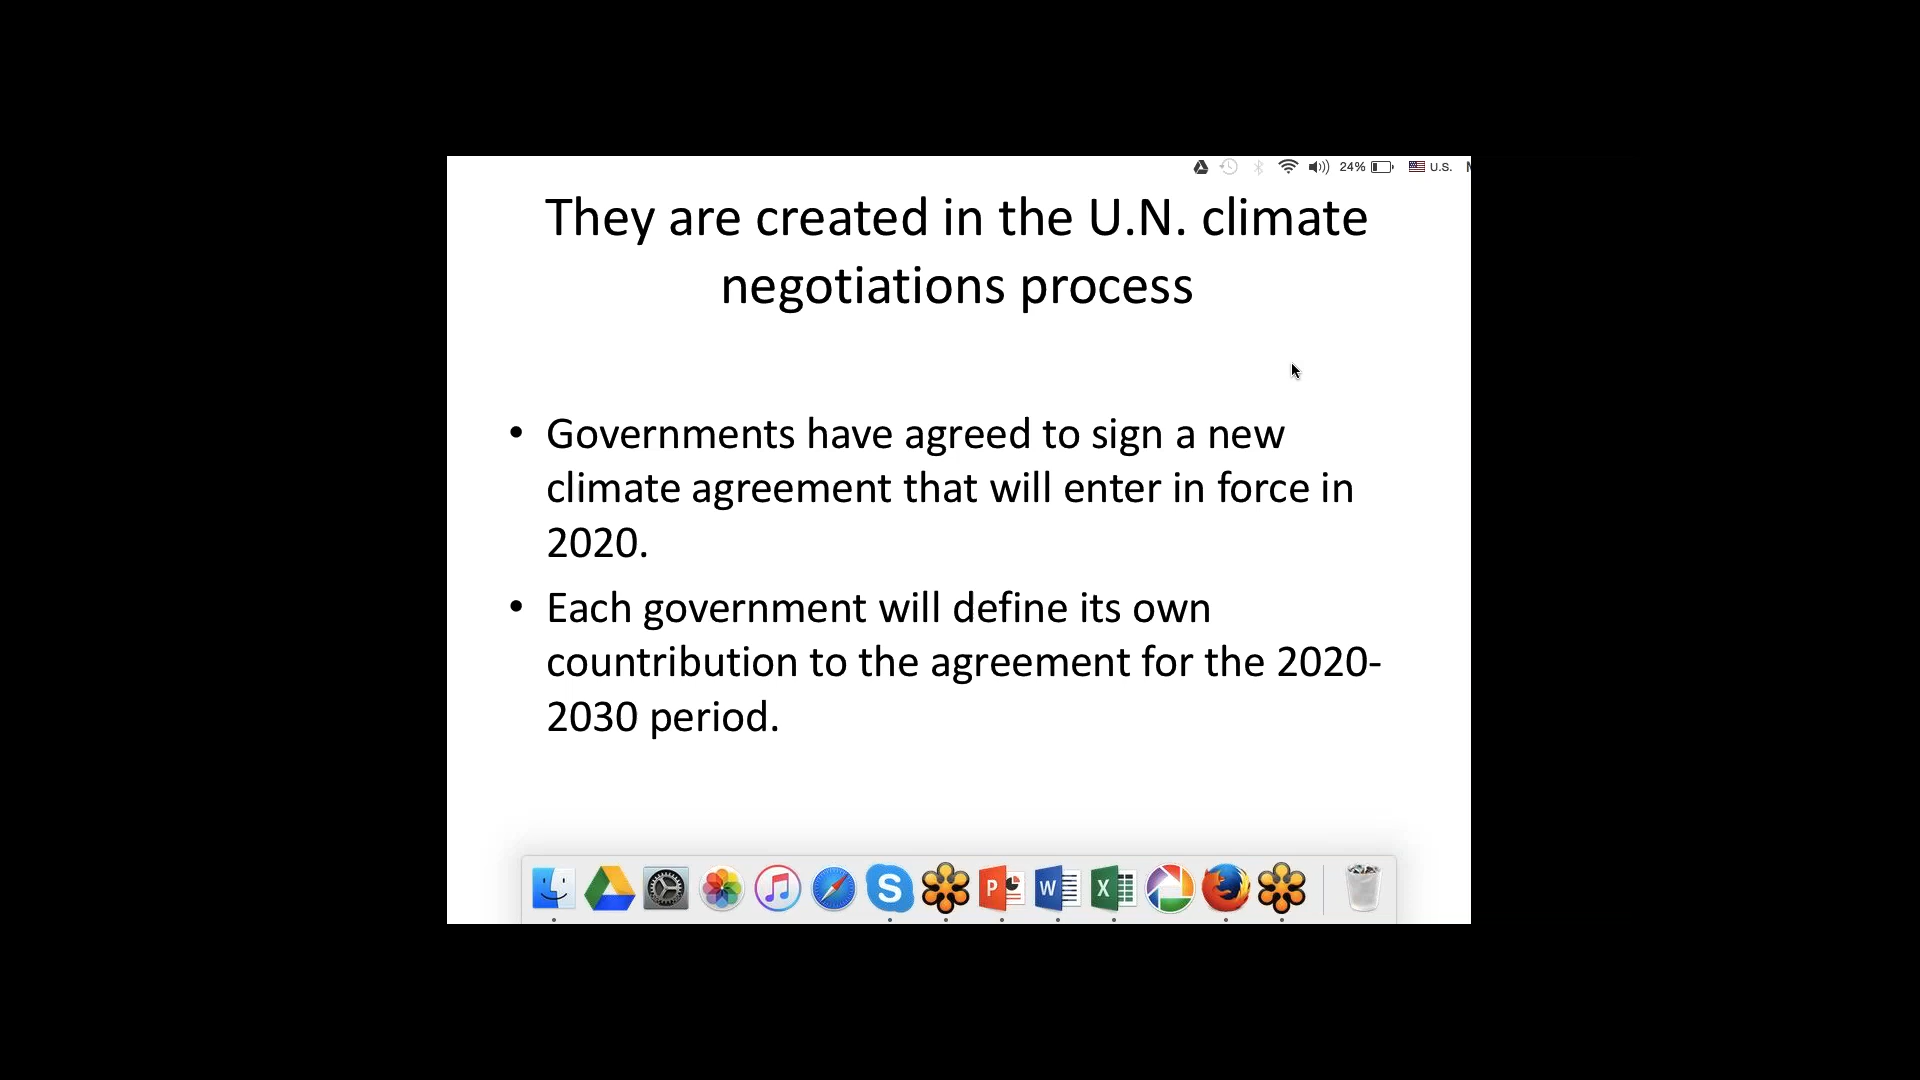 24% U.S.
They are created in the U.N. climate
negotiations process
• Governments have agreed to sign a new
climate agreement that will enter in force in
2020.
• Each government will define its own
countribution to the agreement for the 2020-
2030 period.
S P W X